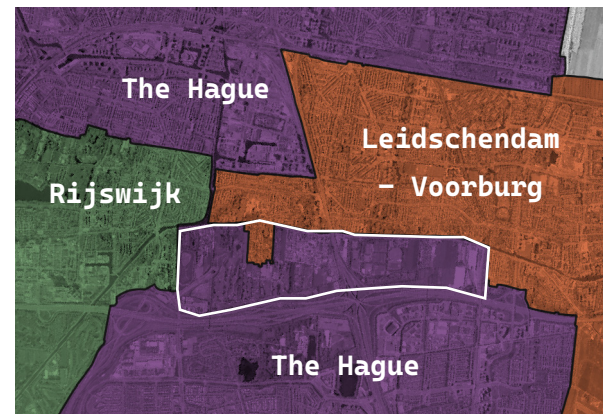 The Hague
Leidschendam
– Voorburg
Rijswijk
The Hague